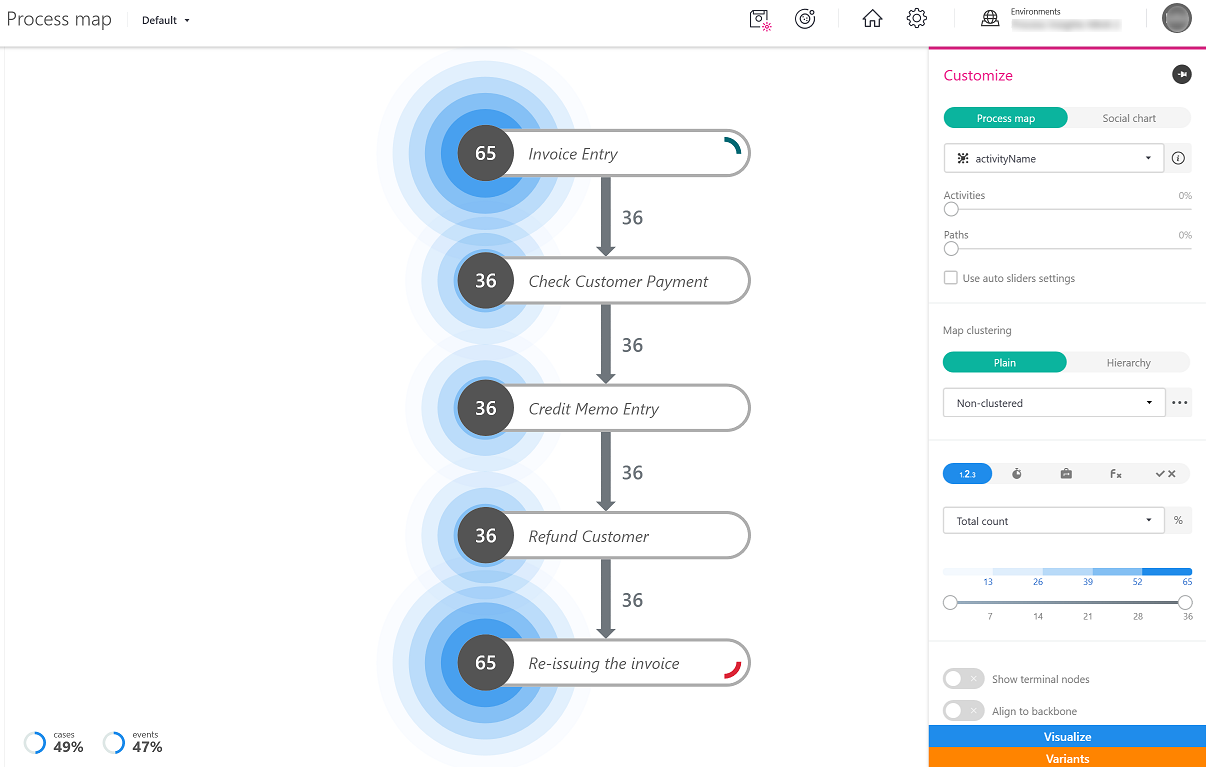 Process map
Default
Environments
Customize
Process map
Social chart
activityName
Activities
0%
Paths
0%
Use auto sliders settings
Map clustering
Plain
Hierarchy
Non-clustered
1.2.3
Fx
Total count
%
13
26
39
52
65
7
14
21
28
36
Show terminal nodes
Align to backbone
Visualize
Variants
65
Invoice Entry
36
36
Check Customer Payment
36
36
Credit Memo Entry
36
36
Refund Customer
36
65
Re-issuing the invoice
cases
49%
events
47%